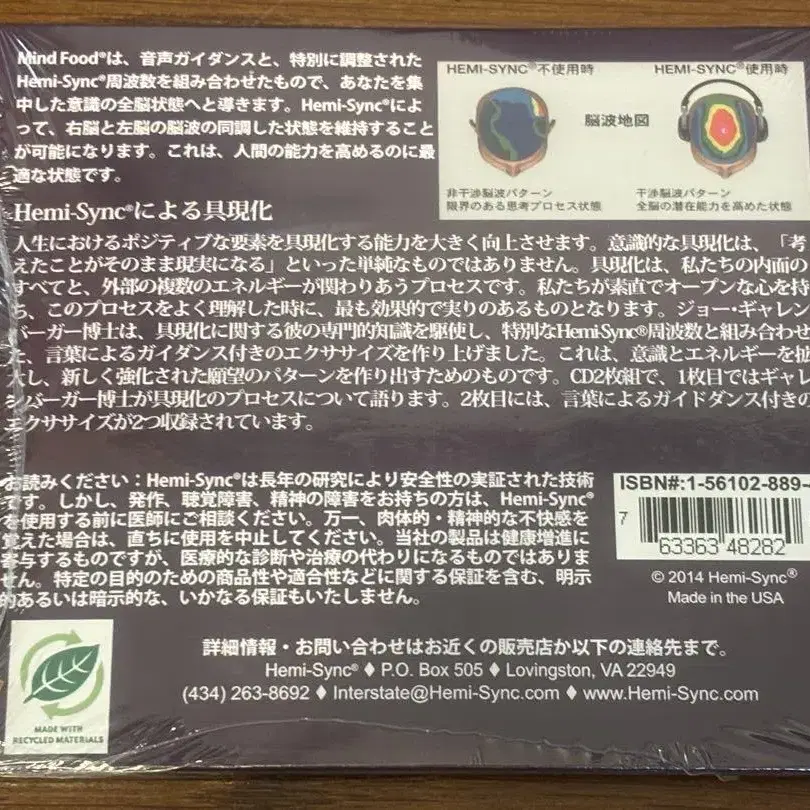 Mind Food®は、音声ガイダンスと、特別に調整された
Hemi-Sync®周波数を組み合わせたもので、あなたを集
中した意識の全脳状態へと導きます。Hemi-Sync®によ
って、右脳と左脳の脳波の同調した状態を維持すること
が可能になります。これは、人間の能力を高めるのに最
適な状態です。
HEMI-SYNC®不使用時
HEMI-SYNC®使用時
脳波地図
非干渉脳波パターン
限界のある思考プロセス状態
干渉脳波パターン
全脳の潜在能力を高めた状態
Hemi-Sync®による具現化
人生におけるポジティブな要素を具現化する能力を大きく向上させます。意識的な具現化は、「考
えたことがそのまま現実になる」といった単純なものではありません。具現化は、私たちの内面の
すべてと、外部の複数のエネルギーが関わりあうプロセスです。私たちが素直でオープンな心を持
ち、このプロセスをよく理解した時に、最も効果的で実りのあるものとなります。ジョー・ギャレン
バーガー博士は、具現化に関する彼の専門的知識を駆使し、特別なHemi-Sync®周波数と組み合わせ
た、言葉によるガイダンス付きのエクササイズを作り上げました。これは、意識とエネルギーを拡
大し、新しく強化された願望のパターンを作り出すためのものです。CD2枚組で、1枚目ではギャレ
ンバーガー博士が具現化のプロセスについて語ります。2枚目には、言葉によるガイドダンス付きの
エクササイズが2つ収録されています。
お読みください：Hemi-Sync®は長年の研究により安全性の実証された技術
です。しかし、発作、聴覚障害、精神の障害をお持ちの方は、Hemi-Sync®
を使用する前に医師にご相談ください。万一、肉体的・精神的な不快感を
覚えた場合は、直ちに使用を中止してください。当社の製品は健康増進に
寄与するものですが、医療的な診断や治療の代わりになるものではありま
せん。特定の目的のための商品性や適合性などに関する保証を含む、明示
的あるいは暗示的な、いかなる保証もいたしません。
ISBN#:1-56102-889-
7 63363 48282
© 2014 Hemi-Sync®
Made in the USA
詳細情報・お問い合わせはお近くの販売店か以下の連絡先まで。
Hemi-Sync® ♦ P.O. Box 505 ♦ Lovingston, VA 22949
(434) 263-8692 ♦ Interstate@Hemi-Sync.com ♦ www.Hemi-Sync.com
MADE WITH
RECYCLED MATERIALS